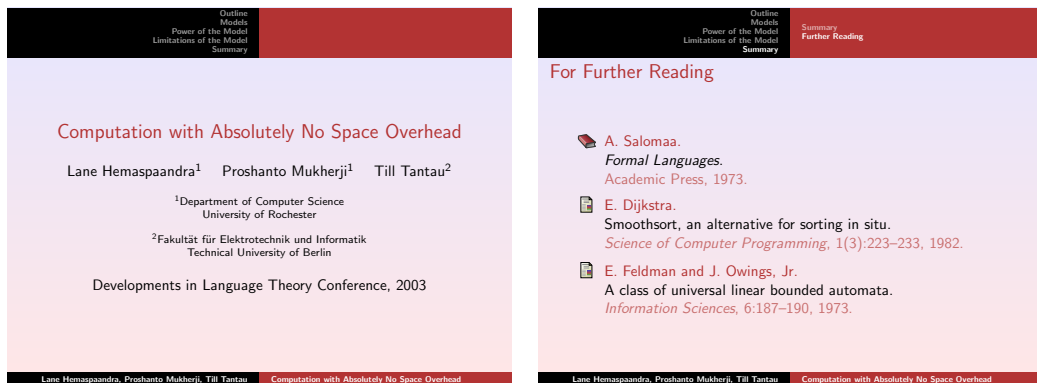 Outline
Models
Power of the Model
Limitations of the Model
Summary
Computation with Absolutely No Space Overhead
Lane Hemaspaandra¹ Proshanto Mukherji¹ Till Tantau²
¹Department of Computer Science
University of Rochester
²Fakultät für Elektrotechnik und Informatik
Technical University of Berlin
Developments in Language Theory Conference, 2003
Lane Hemaspaandra, Proshanto Mukherji, Till Tantau Computation with Absolutely No Space Overhead
Outline
Models
Power of the Model
Limitations of the Model
Summary
Summary
Further Reading
For Further Reading
A. Salomaa.
Formal Languages.
Academic Press, 1973.
E. Dijkstra.
Smoothsort, an alternative for sorting in situ.
Science of Computer Programming, 1(3):223–233, 1982.
E. Feldman and J. Owings, Jr.
A class of universal linear bounded automata.
Information Sciences, 6:187–190, 1973.
Lane Hemaspaandra, Proshanto Mukherji, Till Tantau Computation with Absolutely No Space Overhead